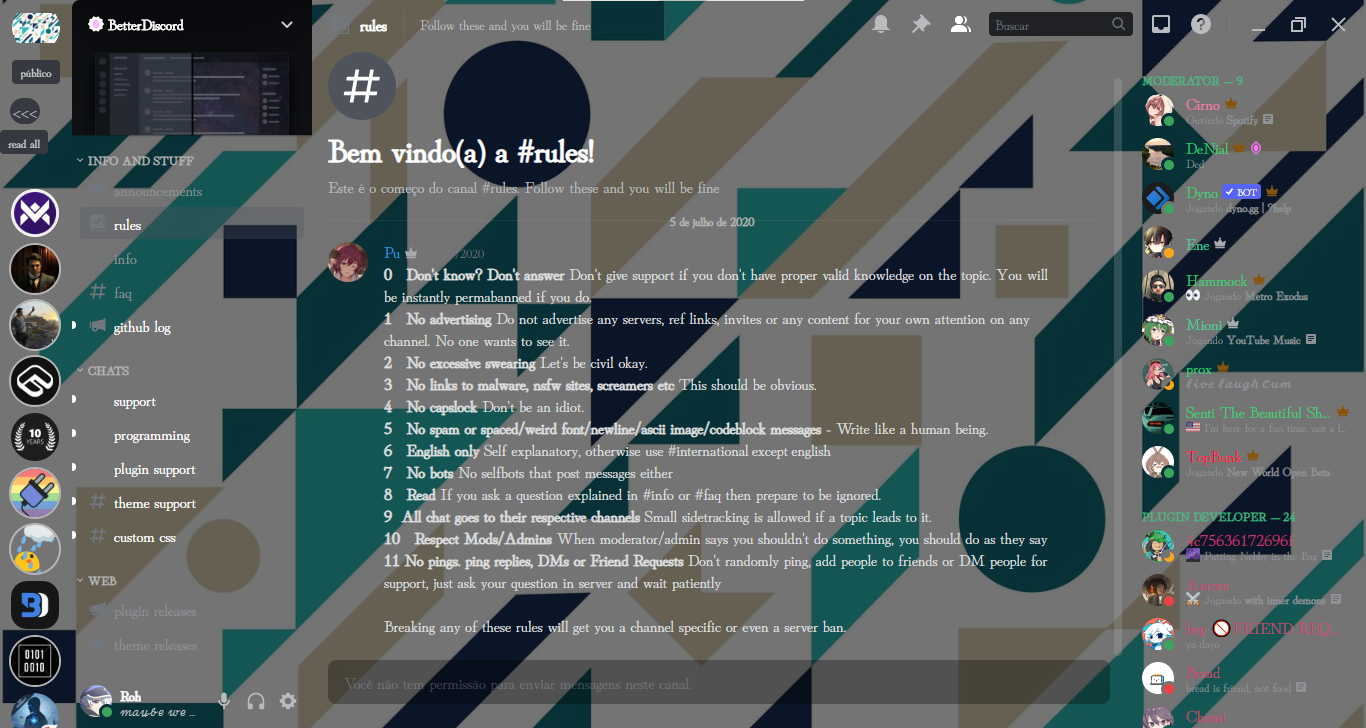 BetterDiscord
rules
Follow these and you will be fine
Buscar
público
<<<
read all
INFO AND STUFF
announcements
rules
info
faq
github log
CHATS
support
programming
plugin support
theme support
custom css
WEB
plugin releases
theme releases
10 YEARS
0101
0010
Roh
maybe we ...
Bem vindo(a) a #rules!
Este é o começo do canal #rules. Follow these and you will be fine
5 de julho de 2020
Pu /2020
0 Don't know? Don't answer Don't give support if you don't have proper valid knowledge on the topic. You will
be instantly permabanned if you do.
1 No advertising Do not advertise any servers, ref links, invites or any content for your own attention on any
channel. No one wants to see it.
2 No excessive swearing Let's be civil okay.
3 No links to malware, nsfw sites, screamers etc This should be obvious.
4 No capslock Don't be an idiot.
5 No spam or spaced/weird font/newline/ascii image/codeblock messages - Write like a human being.
6 English only Self explanatory, otherwise use #international except english
7 No bots No selfbots that post messages either
8 Read If you ask a question explained in #info or #faq then prepare to be ignored.
9 All chat goes to their respective channels Small sidetracking is allowed if a topic leads to it.
10 Respect Mods/Admins When moderator/admin says you shouldn't do something, you should do as they say
11 No pings. ping replies, DMs or Friend Requests Don't randomly ping, add people to friends or DM people for
support, just ask your question in server and wait patiently
Breaking any of these rules will get you a channel specific or even a server ban.
Você não tem permissão para enviar mensagens neste canal.
MODERATOR — 9
Cirno
Ouvindo Spotify
DeNial
Ded
Dyno BOT
Jogando dyno.gg | ?help
Ene
Hammock
Jogando Metro Exodus
Mioni
Jogando YouTube Music
prox
live laugh cum
Senti The Beautiful Sh...
I'm here for a fun time, not a l...
TopBonk
Jogando New World Open Beta
PLUGIN DEVELOPER — 24
4c756361726961
Putting Nebby in the Bag
Jogando with inner demons
FRIEND REQ...
yo dayo
Bread
bread is friend, not food